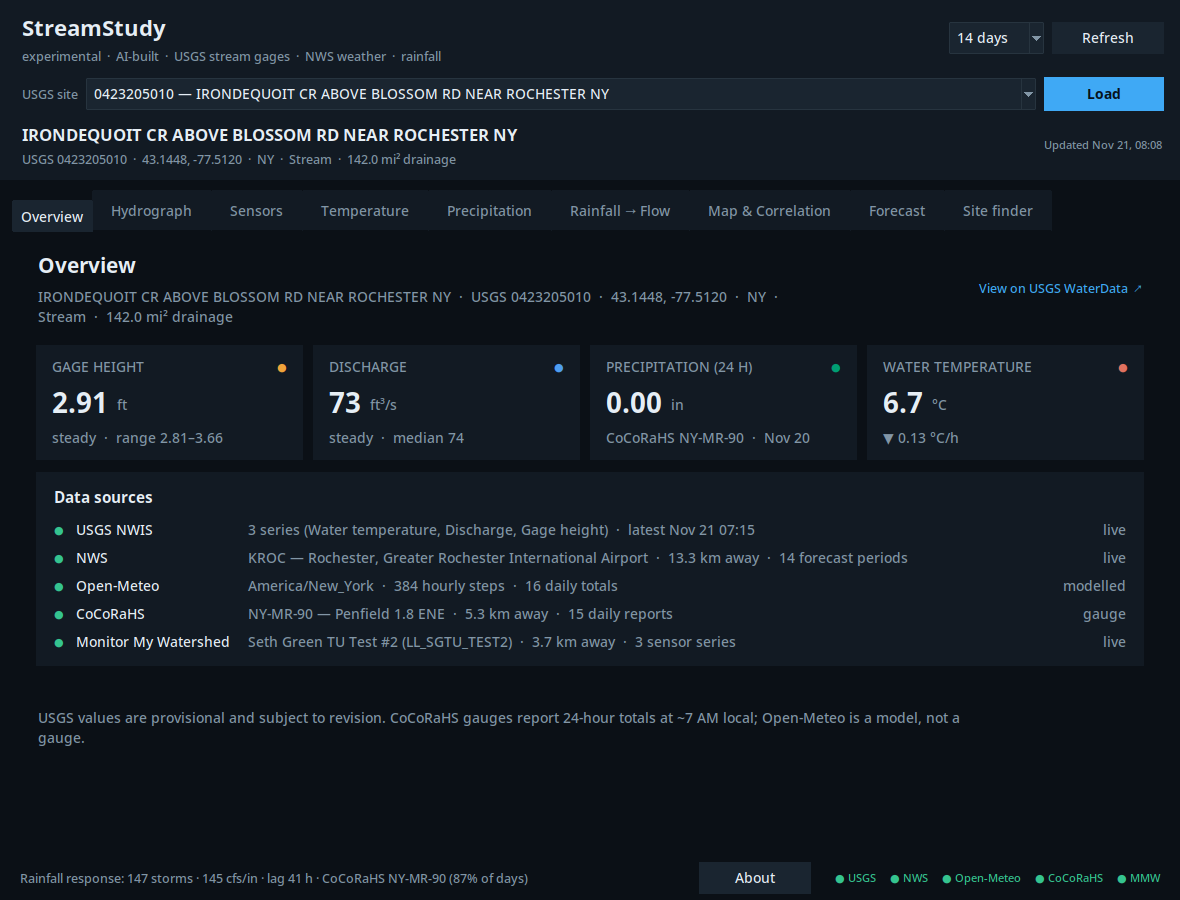 StreamStudy
experimental · AI-built · USGS stream gages · NWS weather · rainfall
14 days
Refresh
USGS site
0423205010 — IRONDEQUOIT CR ABOVE BLOSSOM RD NEAR ROCHESTER NY
Load
IRONDEQUOIT CR ABOVE BLOSSOM RD NEAR ROCHESTER NY
USGS 0423205010 · 43.1448, -77.5120 · NY · Stream · 142.0 mi² drainage
Updated Nov 21, 08:08
Overview
Hydrograph
Sensors
Temperature
Precipitation
Rainfall → Flow
Map & Correlation
Forecast
Site finder
Overview
IRONDEQUOIT CR ABOVE BLOSSOM RD NEAR ROCHESTER NY · USGS 0423205010 · 43.1448, -77.5120 · NY ·
Stream · 142.0 mi² drainage
View on USGS WaterData ↗
GAGE HEIGHT
2.91 ft
steady · range 2.81–3.66
DISCHARGE
73 ft³/s
steady · median 74
PRECIPITATION (24 H)
0.00 in
CoCoRaHS NY-MR-90 · Nov 20
WATER TEMPERATURE
6.7 °C
▼ 0.13 °C/h
Data sources
USGS NWIS 3 series (Water temperature, Discharge, Gage height) · latest Nov 21 07:15 live
NWS KROC — Rochester, Greater Rochester International Airport · 13.3 km away · 14 forecast periods live
Open-Meteo America/New_York · 384 hourly steps · 16 daily totals modelled
CoCoRaHS NY-MR-90 — Penfield 1.8 ENE · 5.3 km away · 15 daily reports gauge
Monitor My Watershed Seth Green TU Test #2 (LL_SGTU_TEST2) · 3.7 km away · 3 sensor series live
USGS values are provisional and subject to revision. CoCoRaHS gauges report 24-hour totals at ~7 AM local; Open-Meteo is a model, not a
gauge.
Rainfall response: 147 storms · 145 cfs/in · lag 41 h · CoCoRaHS NY-MR-90 (87% of days)
About
USGS
NWS
Open-Meteo
CoCoRaHS
MMW